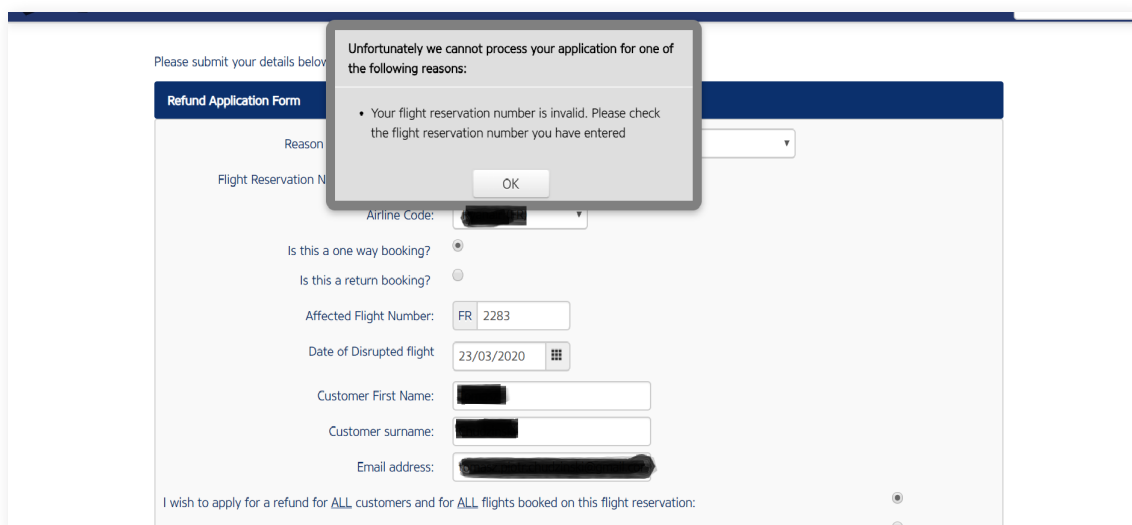 Unfortunately we cannot process your application for one of
the following reasons:
Please submit your details below
Refund Application Form
• Your flight reservation number is invalid. Please check
the flight reservation number you have entered
Reason
Flight Reservation N
OK
Airline Code:
Is this a one way booking?
Is this a return booking?
Affected Flight Number: FR 2283
Date of Disrupted flight 23/03/2020
Customer First Name:
Customer surname:
Email address:
I wish to apply for a refund for ALL customers and for ALL flights booked on this flight reservation: